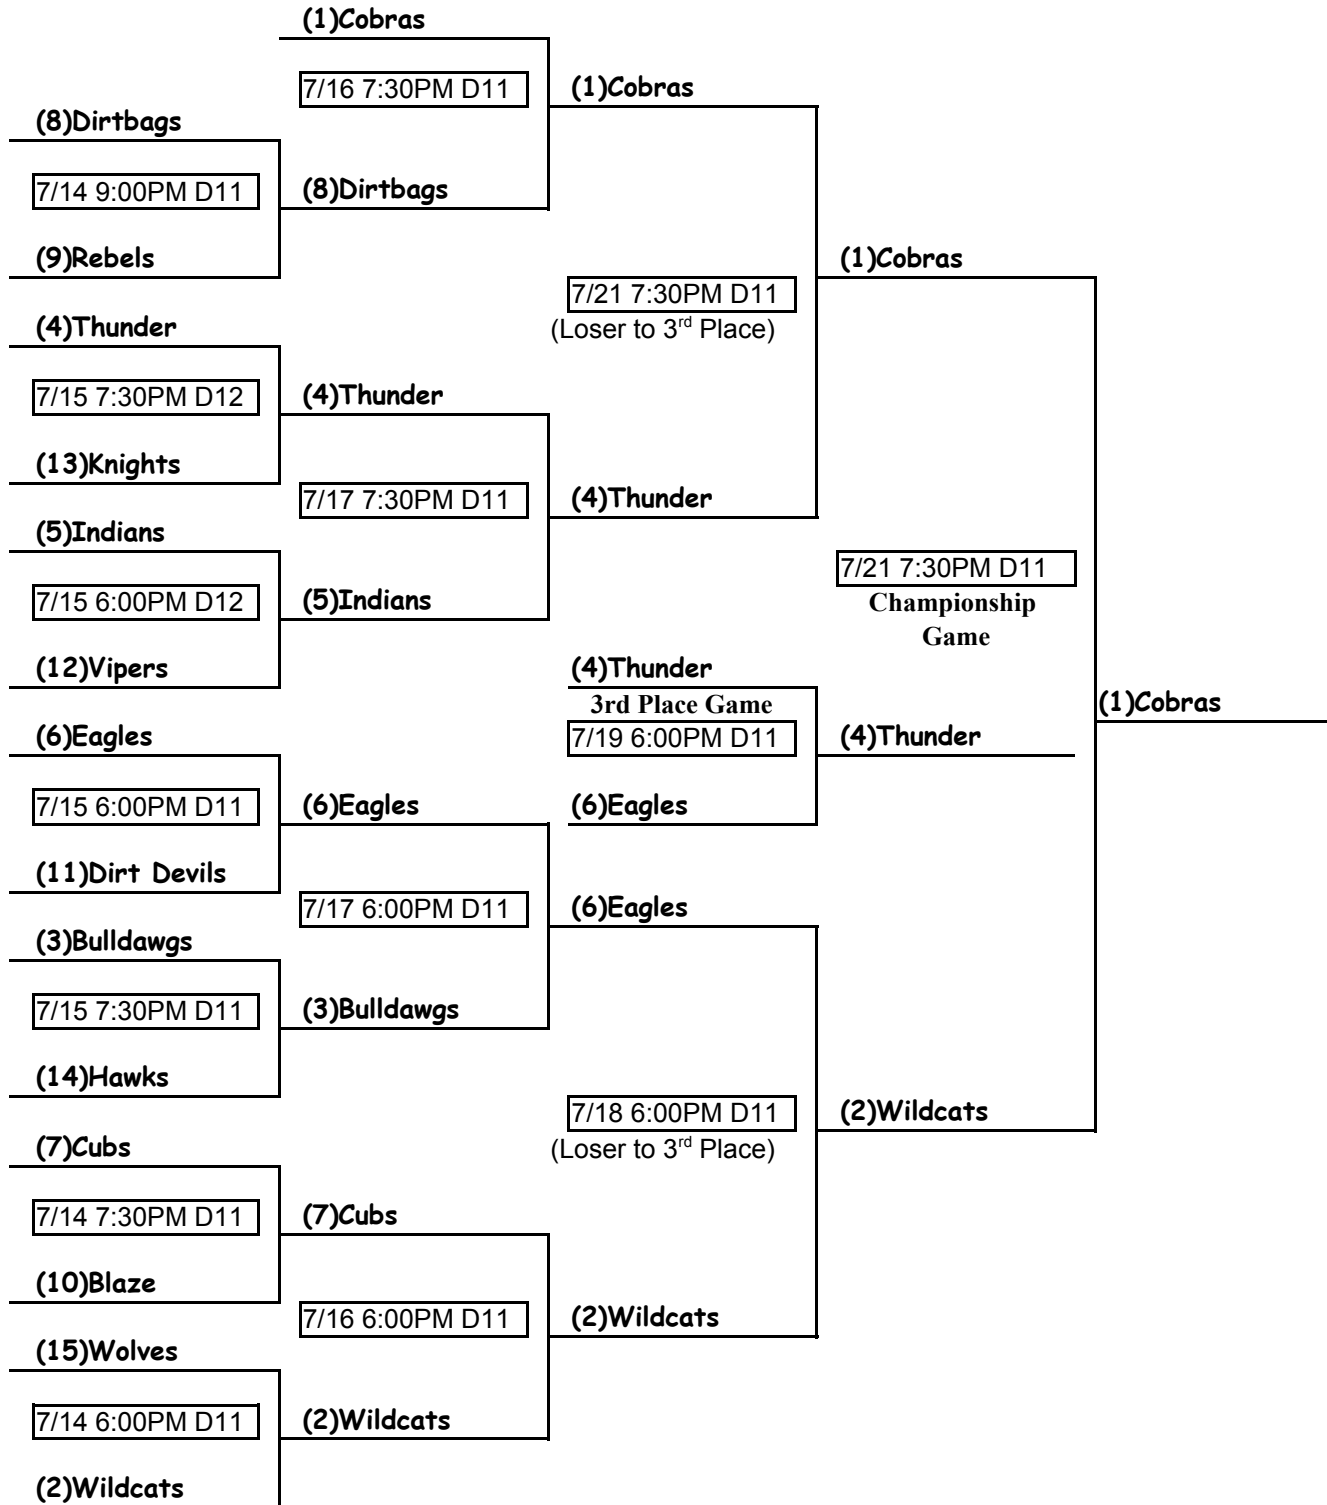 (1)Cobras
7/16 7:30PM D11
(1)Cobras
(8)Dirtbags
7/14 9:00PM D11
(8)Dirtbags
(9)Rebels
(1)Cobras
7/21 7:30PM D11
(Loser to 3rd Place)
(4)Thunder
7/15 7:30PM D12
(4)Thunder
(13)Knights
7/17 7:30PM D11
(4)Thunder
(5)Indians
7/21 7:30PM D11
Championship
Game
7/15 6:00PM D12
(5)Indians
(12)Vipers
(4)Thunder
3rd Place Game
7/19 6:00PM D11
(4)Thunder
(1)Cobras
(6)Eagles
7/15 6:00PM D11
(6)Eagles
(6)Eagles
(11)Dirt Devils
7/17 6:00PM D11
(6)Eagles
(3)Bulldawgs
7/15 7:30PM D11
(3)Bulldawgs
(14)Hawks
7/18 6:00PM D11
(Loser to 3rd Place)
(2)Wildcats
(7)Cubs
7/14 7:30PM D11
(7)Cubs
(10)Blaze
7/16 6:00PM D11
(2)Wildcats
(15)Wolves
7/14 6:00PM D11
(2)Wildcats
(2)Wildcats